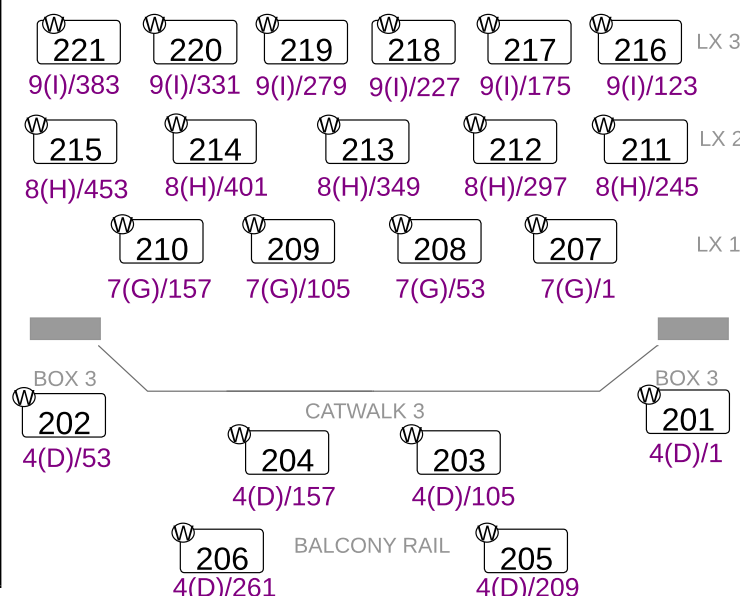 W W W W W W
221 220 219 218 217 216 LX 3
9(I)/383 9(I)/331 9(I)/279 9(I)/227 9(I)/175 9(I)/123
W W W W W
215 214 213 212 211 LX 2
8(H)/453 8(H)/401 8(H)/349 8(H)/297 8(H)/245
W W W W
210 209 208 207 LX 1
7(G)/157 7(G)/105 7(G)/53 7(G)/1
BOX 3 BOX 3
W W
202 CATWALK 3 201
4(D)/53 4(D)/1
W W
204 203
4(D)/157 4(D)/105
W W
206 BALCONY RAIL 205
4(D)/261 4(D)/209